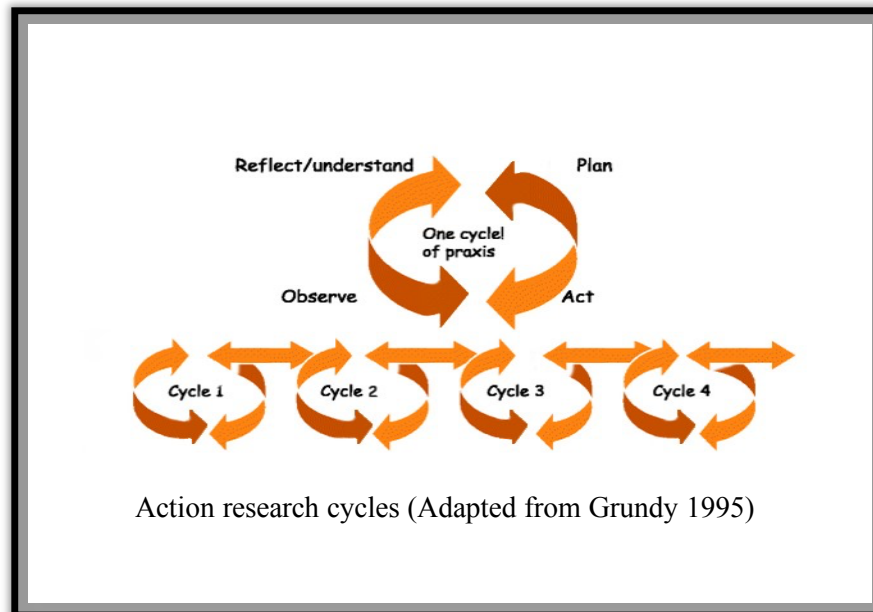 Reflect/understand
Plan
One cycle!
of praxis
Observe
Act
Cycle 1
Cycle 2
Cycle 3
Cycle 4
Action research cycles (Adapted from Grundy 1995)